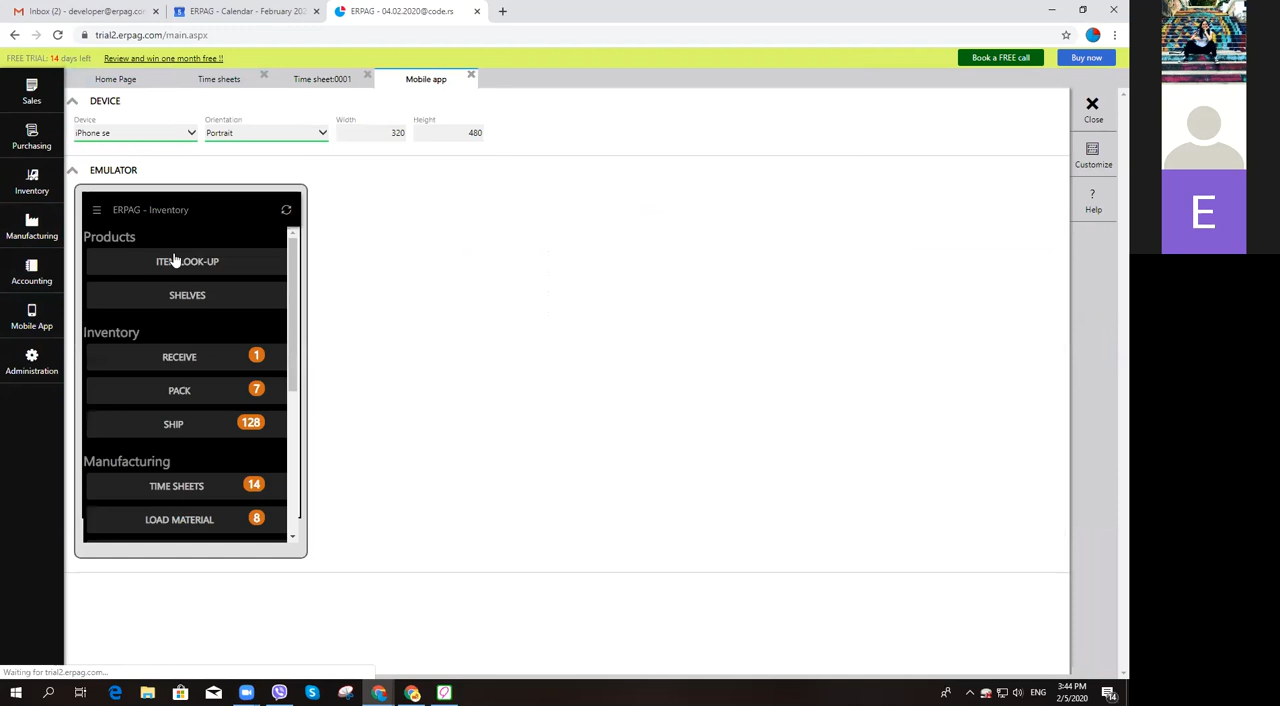 Inbox (2) - developer@erpag.com
ERPAG - Calendar - February 202
ERPAG - 04.02.2020@code.rs
trial2.erpag.com/main.aspx
FREE TRIAL: 14 days left
Review and win one month free !!
Book a FREE call
Buy now
Home Page
Time sheets
Time sheet:0001
Mobile app
Sales
Purchasing
Inventory
Manufacturing
Accounting
Mobile App
Administration
DEVICE
Device
Orientation
Width
Height
iPhone se
Portrait
320
480
EMULATOR
ERPAG - Inventory
Products
ITEM LOOK-UP
SHELVES
Inventory
RECEIVE 1
PACK 7
SHIP 128
Manufacturing
TIME SHEETS 14
LOAD MATERIAL 8
Close
Customize
?
Help
E
Waiting for trial2.erpag.com...
ENG
3:44 PM
2/5/2020
14